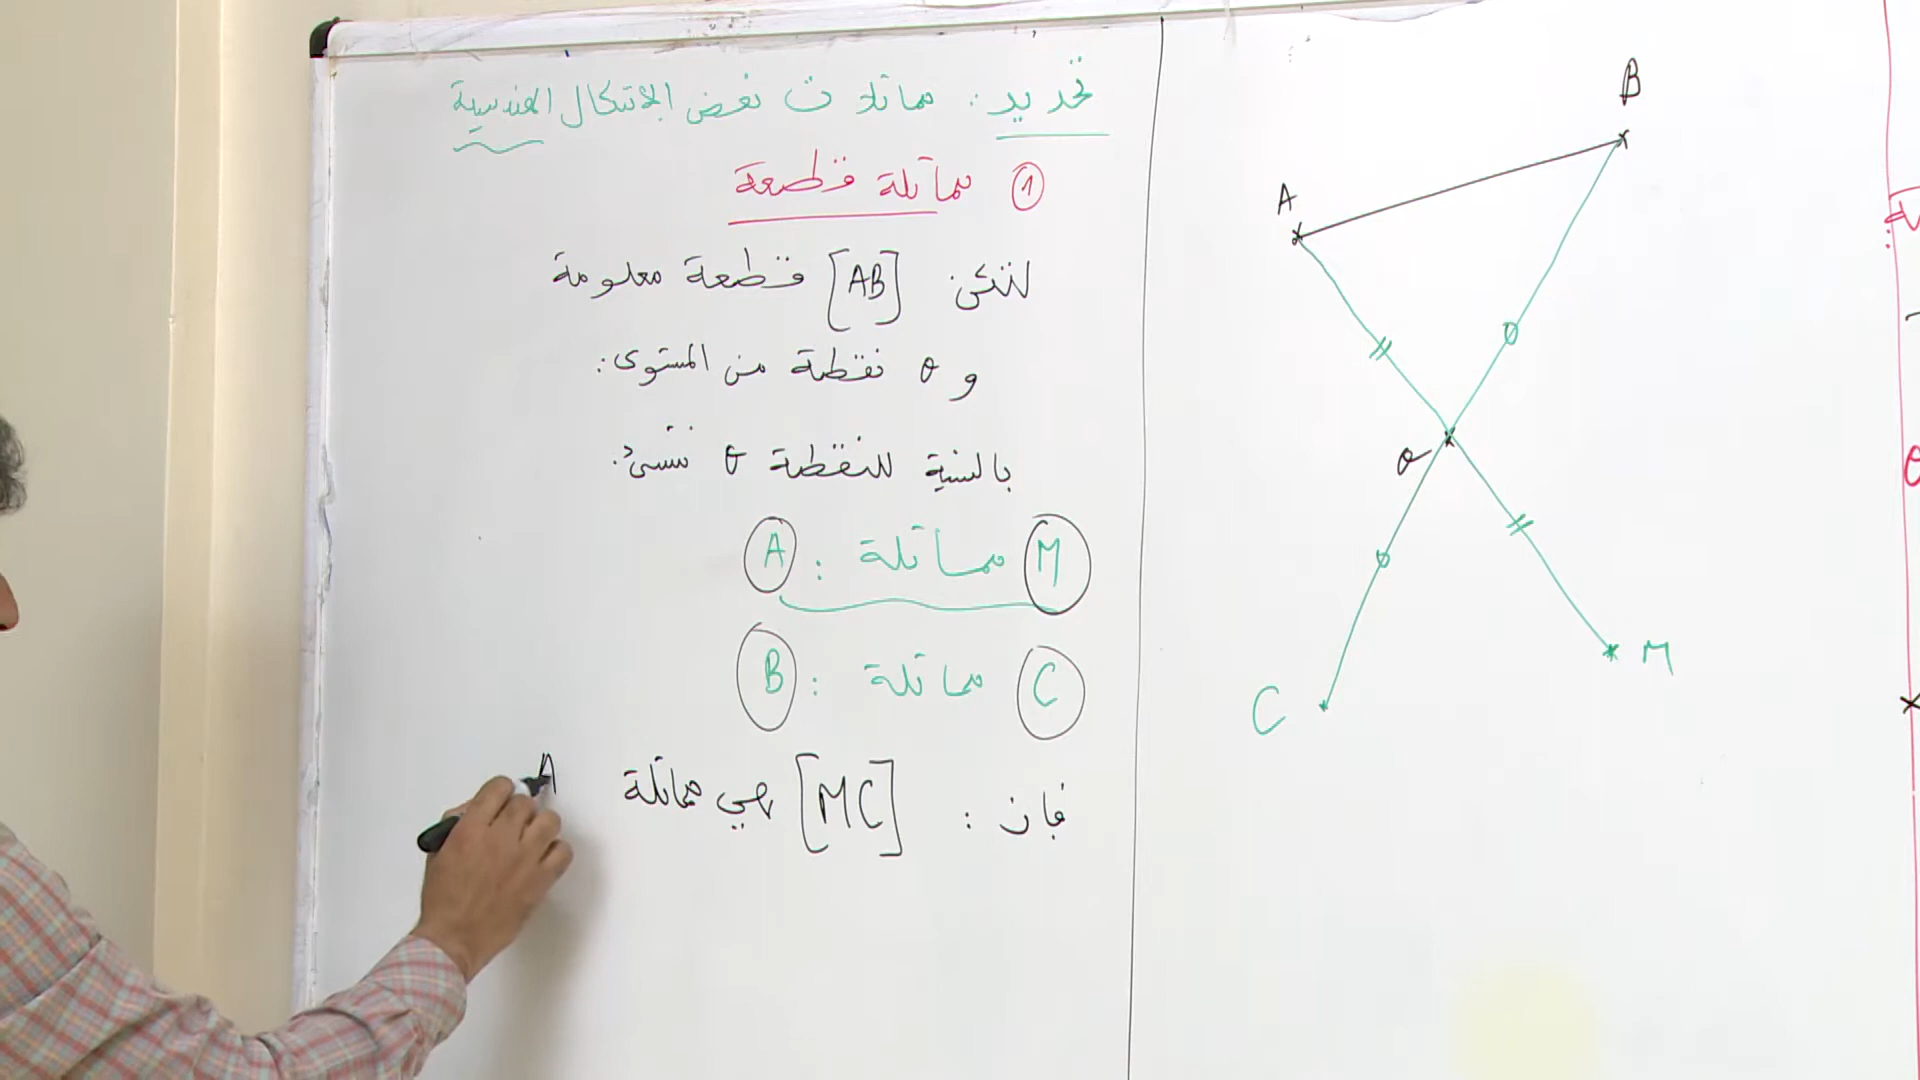 تحديد : مماثلات بعض الأشكال الهندسية
① مماثلة قطعة
لتكن [AB] قطعة معلومة
و O نقطة من المستوى :
بالنسبة للنقطة O ننشئ :
M مماثلة : A
C مماثلة : B
فإن : [MC] هي مماثلة A
B
A
O
M
C